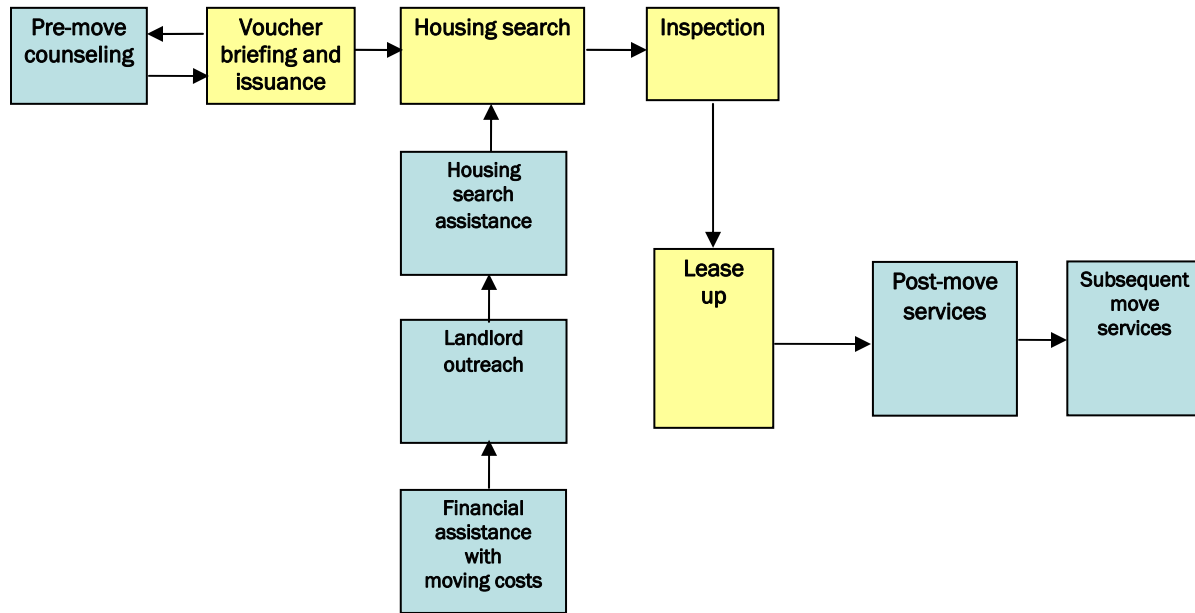 Pre-move
counseling
Voucher
briefing and
issuance
Housing search
Inspection
Housing
search
assistance
Lease
up
Post-move
services
Subsequent
move
services
Landlord
outreach
Financial
assistance
with
moving costs